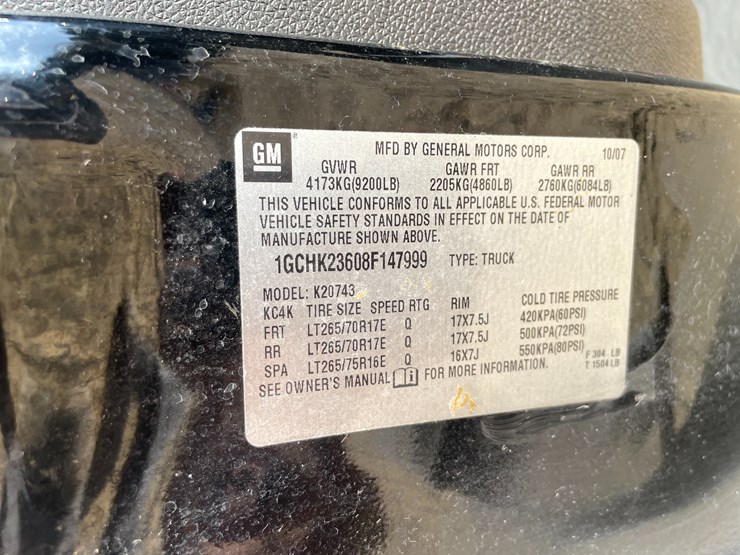 GM
MFD BY GENERAL MOTORS CORP. 10/07
GVWR GAWR FRT GAWR RR
4173KG(9200LB) 2205KG(4860LB) 2760KG(6084LB)
THIS VEHICLE CONFORMS TO ALL APPLICABLE U.S. FEDERAL MOTOR
VEHICLE SAFETY STANDARDS IN EFFECT ON THE DATE OF
MANUFACTURE SHOWN ABOVE.
1GCHK23608F147999 TYPE: TRUCK
MODEL: K20743
KC4K TIRE SIZE SPEED RTG RIM COLD TIRE PRESSURE
FRT LT265/70R17E Q 17X7.5J 420KPA(60PSI)
RR LT265/70R17E Q 17X7.5J 500KPA(72PSI)
SPA LT265/75R16E Q 16X7J 550KPA(80PSI)
F 304 LB
SEE OWNER'S MANUAL FOR MORE INFORMATION. T 1504 LB